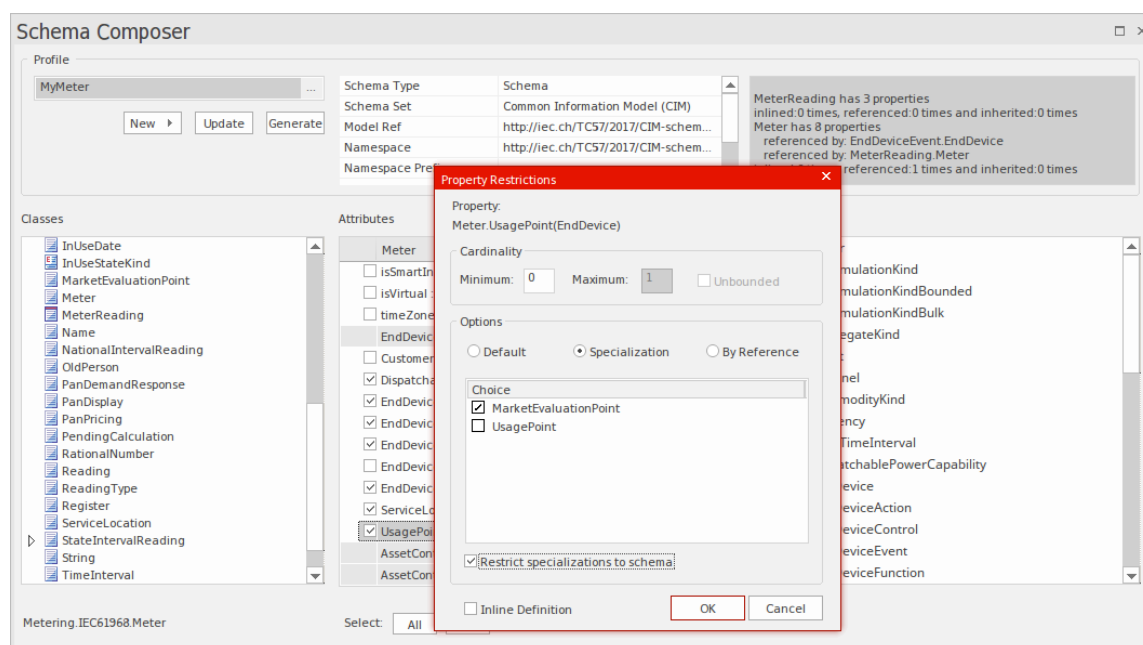 Schema Composer
Profile
MyMeter
...
New
Update
Generate
Schema Type Schema
Schema Set Common Information Model (CIM)
Model Ref http://iec.ch/TC57/2017/CIM-schem...
Namespace http://iec.ch/TC57/2017/CIM-schem...
Namespace Pre
MeterReading has 3 properties
inlined:0 times, referenced:0 times and inherited:0 times
Meter has 8 properties
referenced by: EndDeviceEvent.EndDevice
referenced by: MeterReading.Meter
referenced:1 times and inherited:0 times
Classes
InUseDate
InUseStateKind
MarketEvaluationPoint
Meter
MeterReading
Name
NationalIntervalReading
OldPerson
PanDemandResponse
PanDisplay
PanPricing
PendingCalculation
RationalNumber
Reading
ReadingType
Register
ServiceLocation
StateIntervalReading
String
TimeInterval
Attributes
Meter
isSmartIn
isVirtual :
timeZone
EndDevic
Customer
Dispatcha
EndDevic
EndDevic
EndDevic
EndDevic
EndDevic
ServiceLo
UsagePoi
AssetCon
AssetCon
Property Restrictions
Property:
Meter.UsagePoint(EndDevice)
Cardinality
Minimum: 0 Maximum: 1 Unbounded
Options
Default Specialization By Reference
Choice
MarketEvaluationPoint
UsagePoint
Restrict specializations to schema
Inline Definition
OK
Cancel
mulationKind
mulationKindBounded
mulationKindBulk
egateKind
nel
modityKind
ency
TimeInterval
atchablePowerCapability
evice
eviceAction
eviceControl
eviceEvent
eviceFunction
Metering.IEC61968.Meter
Select: All